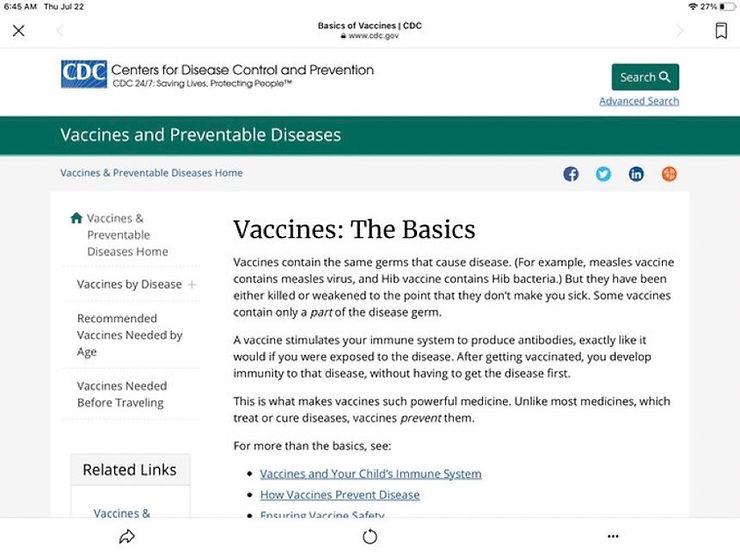 6:45 AM Thu Jul 22
27%
Basics of Vaccines | CDC
www.cdc.gov
CDC Centers for Disease Control and Prevention
CDC 24/7: Saving Lives, Protecting People™
Search
Advanced Search
Vaccines and Preventable Diseases
Vaccines & Preventable Diseases Home
Vaccines &
Preventable
Diseases Home
Vaccines by Disease
Recommended
Vaccines Needed by
Age
Vaccines Needed
Before Traveling
Related Links
Vaccines &
Vaccines: The Basics
Vaccines contain the same germs that cause disease. (For example, measles vaccine
contains measles virus, and Hib vaccine contains Hib bacteria.) But they have been
either killed or weakened to the point that they don't make you sick. Some vaccines
contain only a part of the disease germ.
A vaccine stimulates your immune system to produce antibodies, exactly like it
would if you were exposed to the disease. After getting vaccinated, you develop
immunity to that disease, without having to get the disease first.
This is what makes vaccines such powerful medicine. Unlike most medicines, which
treat or cure diseases, vaccines prevent them.
For more than the basics, see:
• Vaccines and Your Child's Immune System
• How Vaccines Prevent Disease
• Ensuring Vaccine Safety